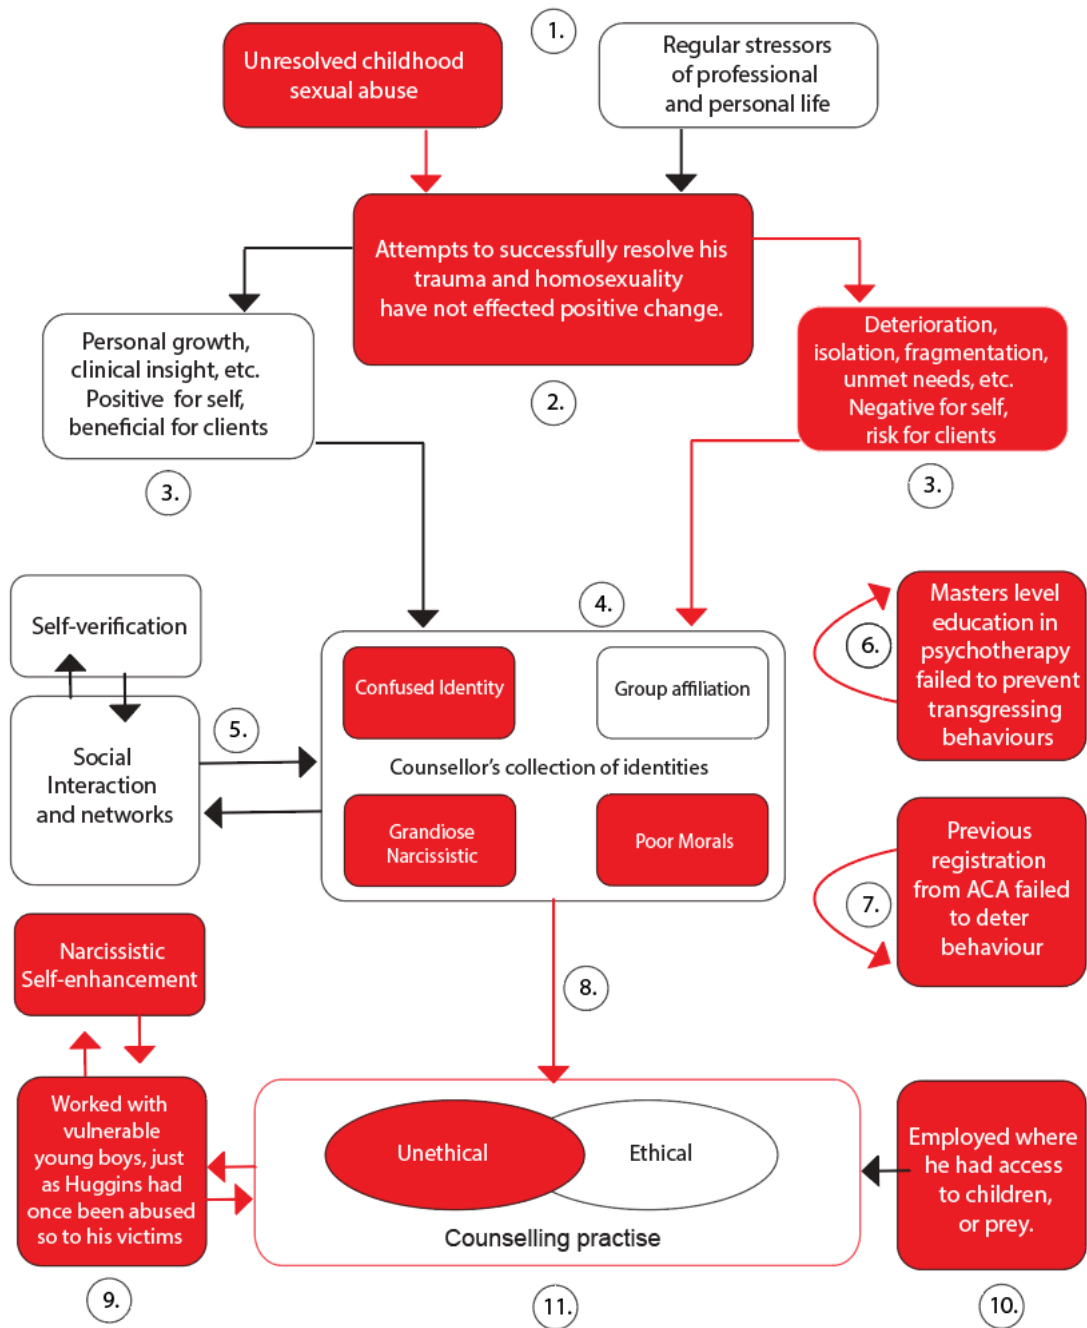 1.
Unresolved childhood
sexual abuse
Regular stressors
of professional
and personal life
Attempts to successfully resolve his
trauma and homosexuality
have not effected positive change.
2.
Personal growth,
clinical insight, etc.
Positive for self,
beneficial for clients
3.
Deterioration,
isolation, fragmentation,
unmet needs, etc.
Negative for self,
risk for clients
3.
4.
Self-verification
Social
Interaction
and networks
5.
Confused Identity
Group affiliation
Counsellor's collection of identities
Grandiose
Narcissistic
Poor Morals
6.
Masters level
education in
psychotherapy
failed to prevent
transgressing
behaviours
7.
Previous
registration
from ACA failed
to deter
behaviour
8.
Narcissistic
Self-enhancement
Worked with
vulnerable
young boys, just
as Huggins had
once been abused
so to his victims
9.
Unethical
Ethical
Counselling practise
11.
Employed where
he had access
to children,
or prey.
10.